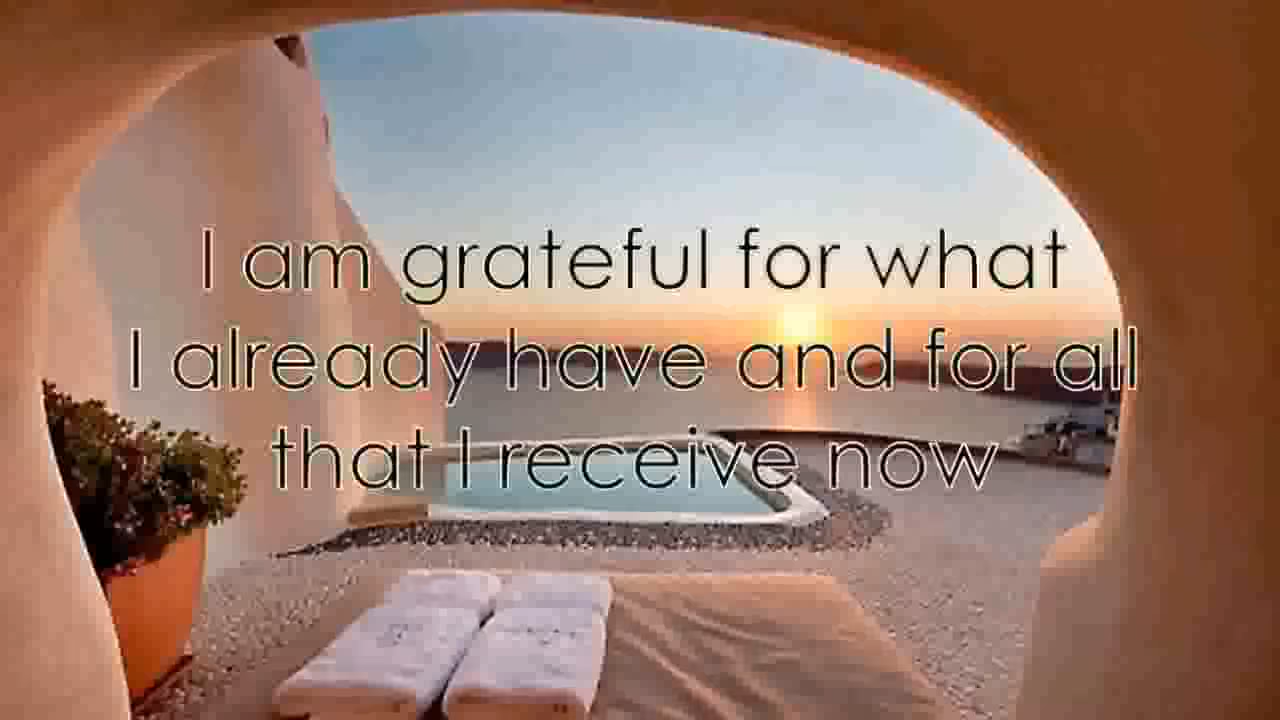 I am grateful for what
I already have and for all
that I receive now